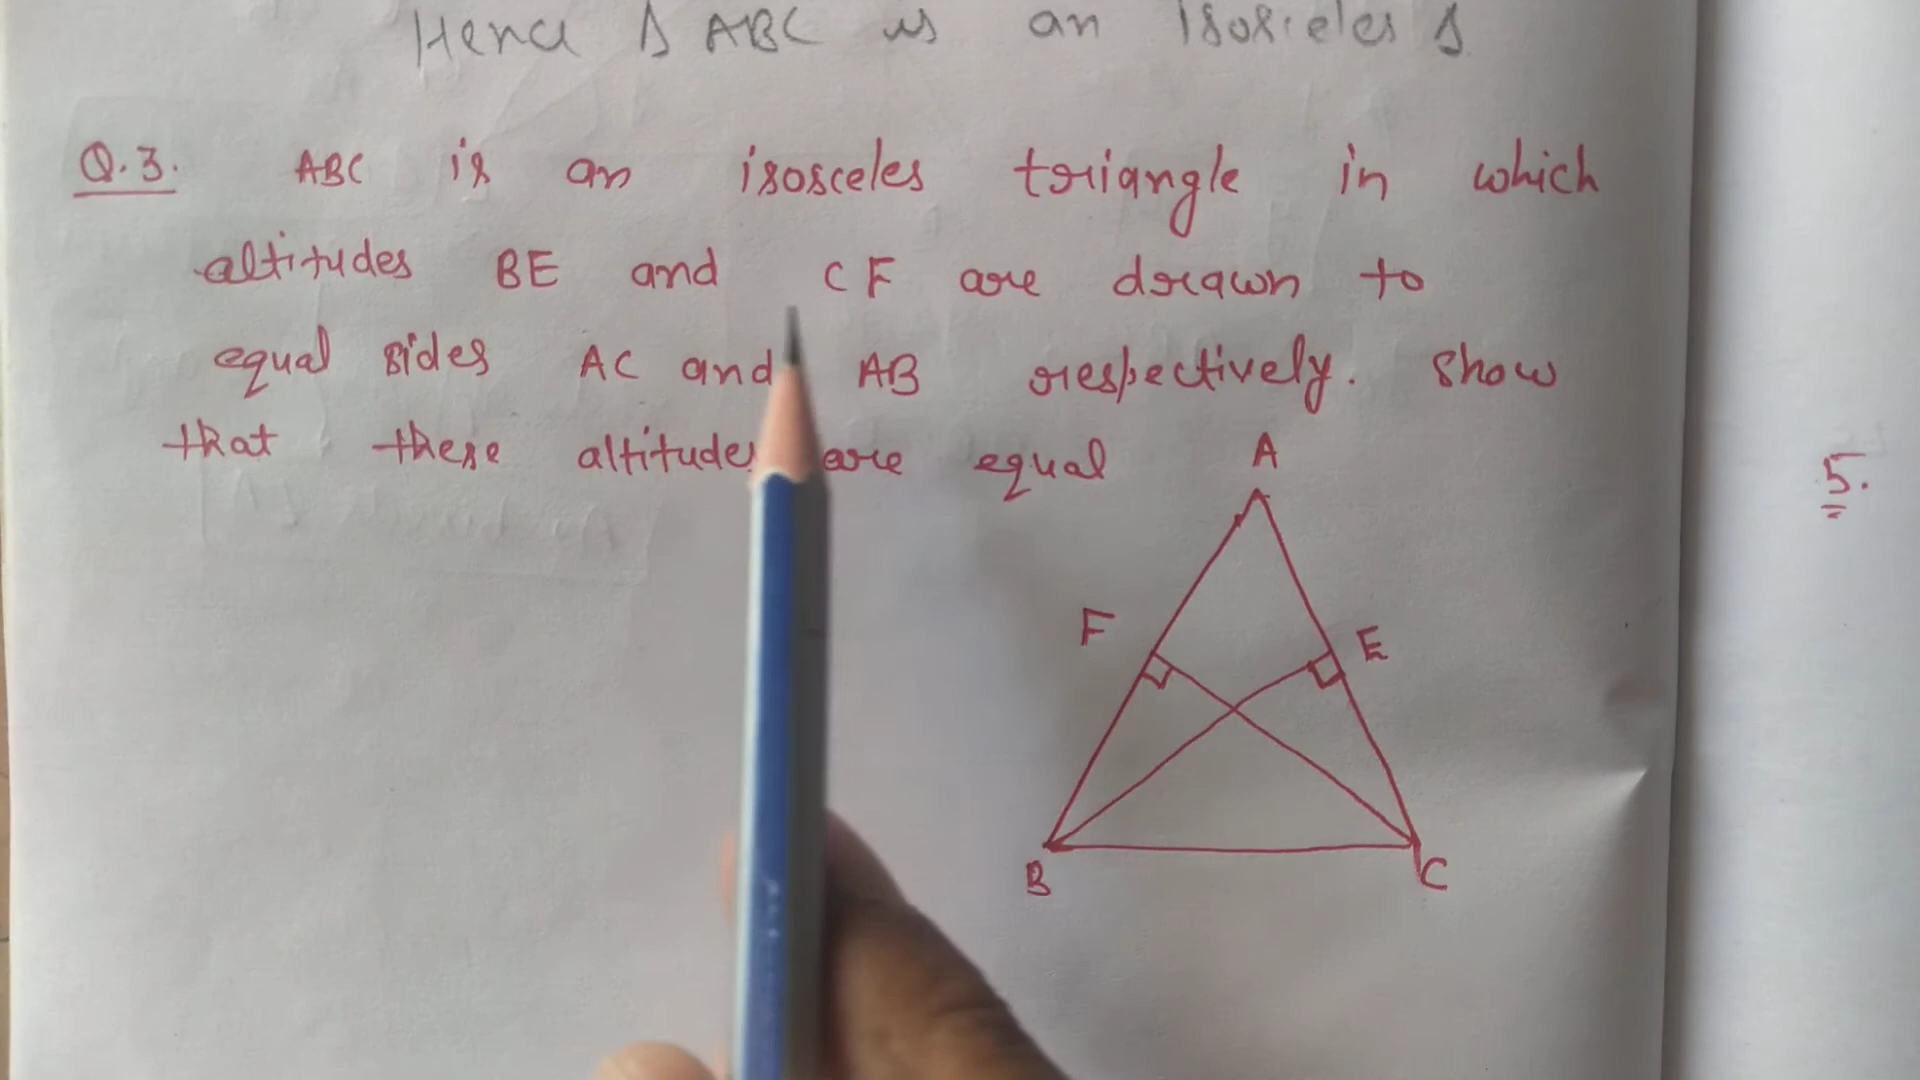 Hence Δ ABC is an Isosceles Δ
Q.3. ABC is an isosceles triangle in which
altitudes BE and CF are drawn to
equal sides AC and AB respectively. Show
that these altitudes are equal
A
F
E
B
C
5.